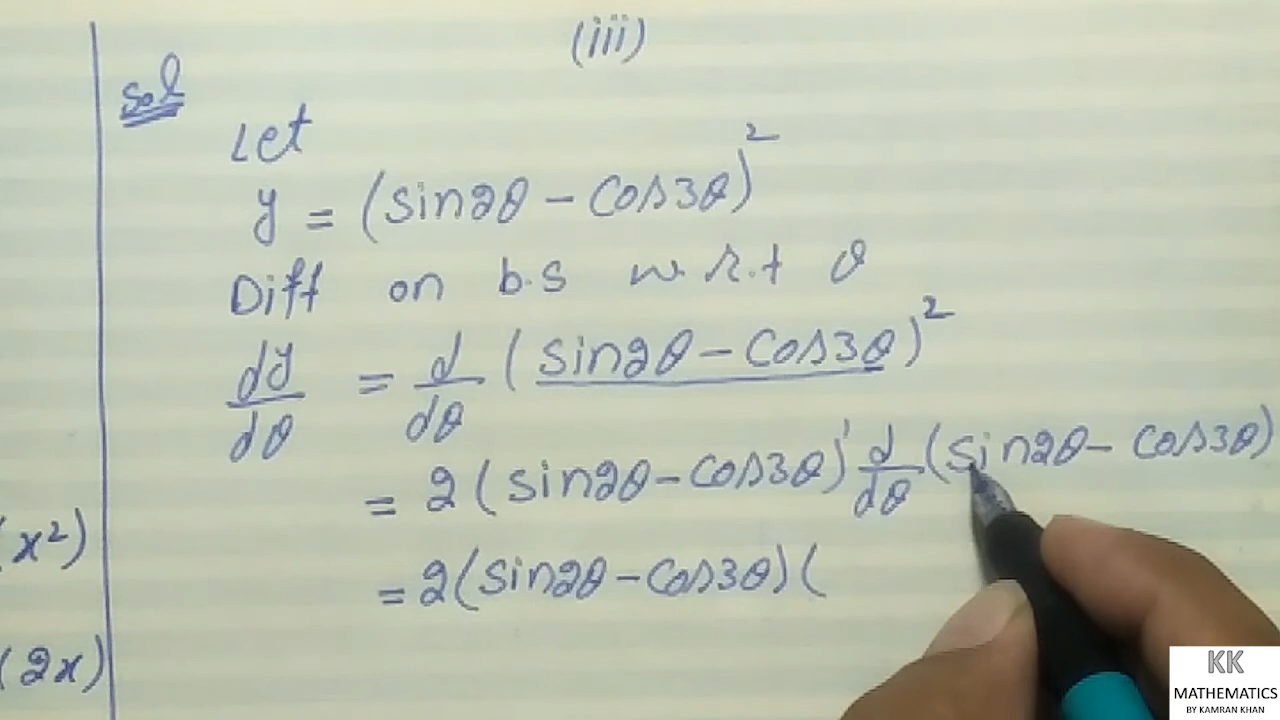 (iii)
Sol
Let
y = (sin2θ - cos3θ)²
Diff on b.s w.r.t θ
dy/dθ = d/dθ (sin2θ - cos3θ)²
= 2 (sin2θ - cos3θ)¹ d/dθ (sin2θ - cos3θ)
= 2 (sin2θ - cos3θ) (
(x²)
(2x)
KK
MATHEMATICS
BY KAMRAN KHAN